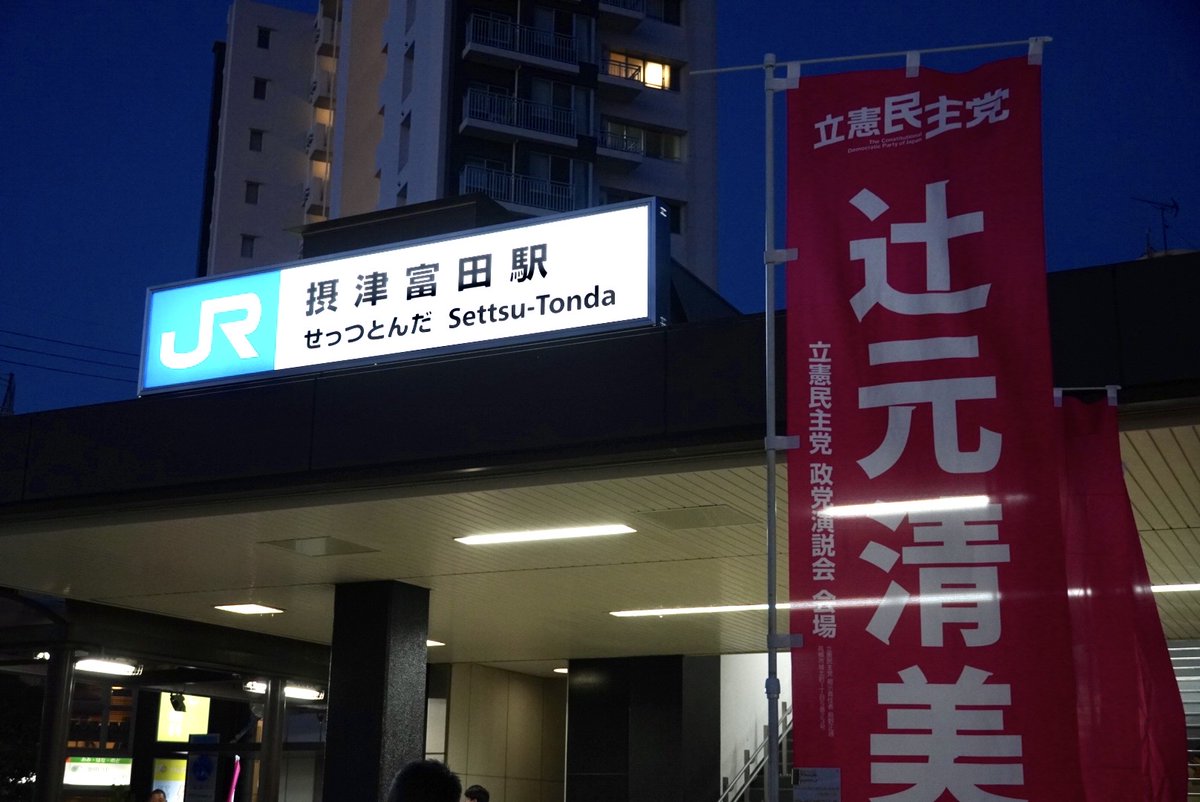 JR
摂津富田駅
せっつとんだ Settsu-Tonda
立憲民主党
The Constitutional
Democratic Party of Japan
辻元清美
立憲民主党 政党演説会 会場